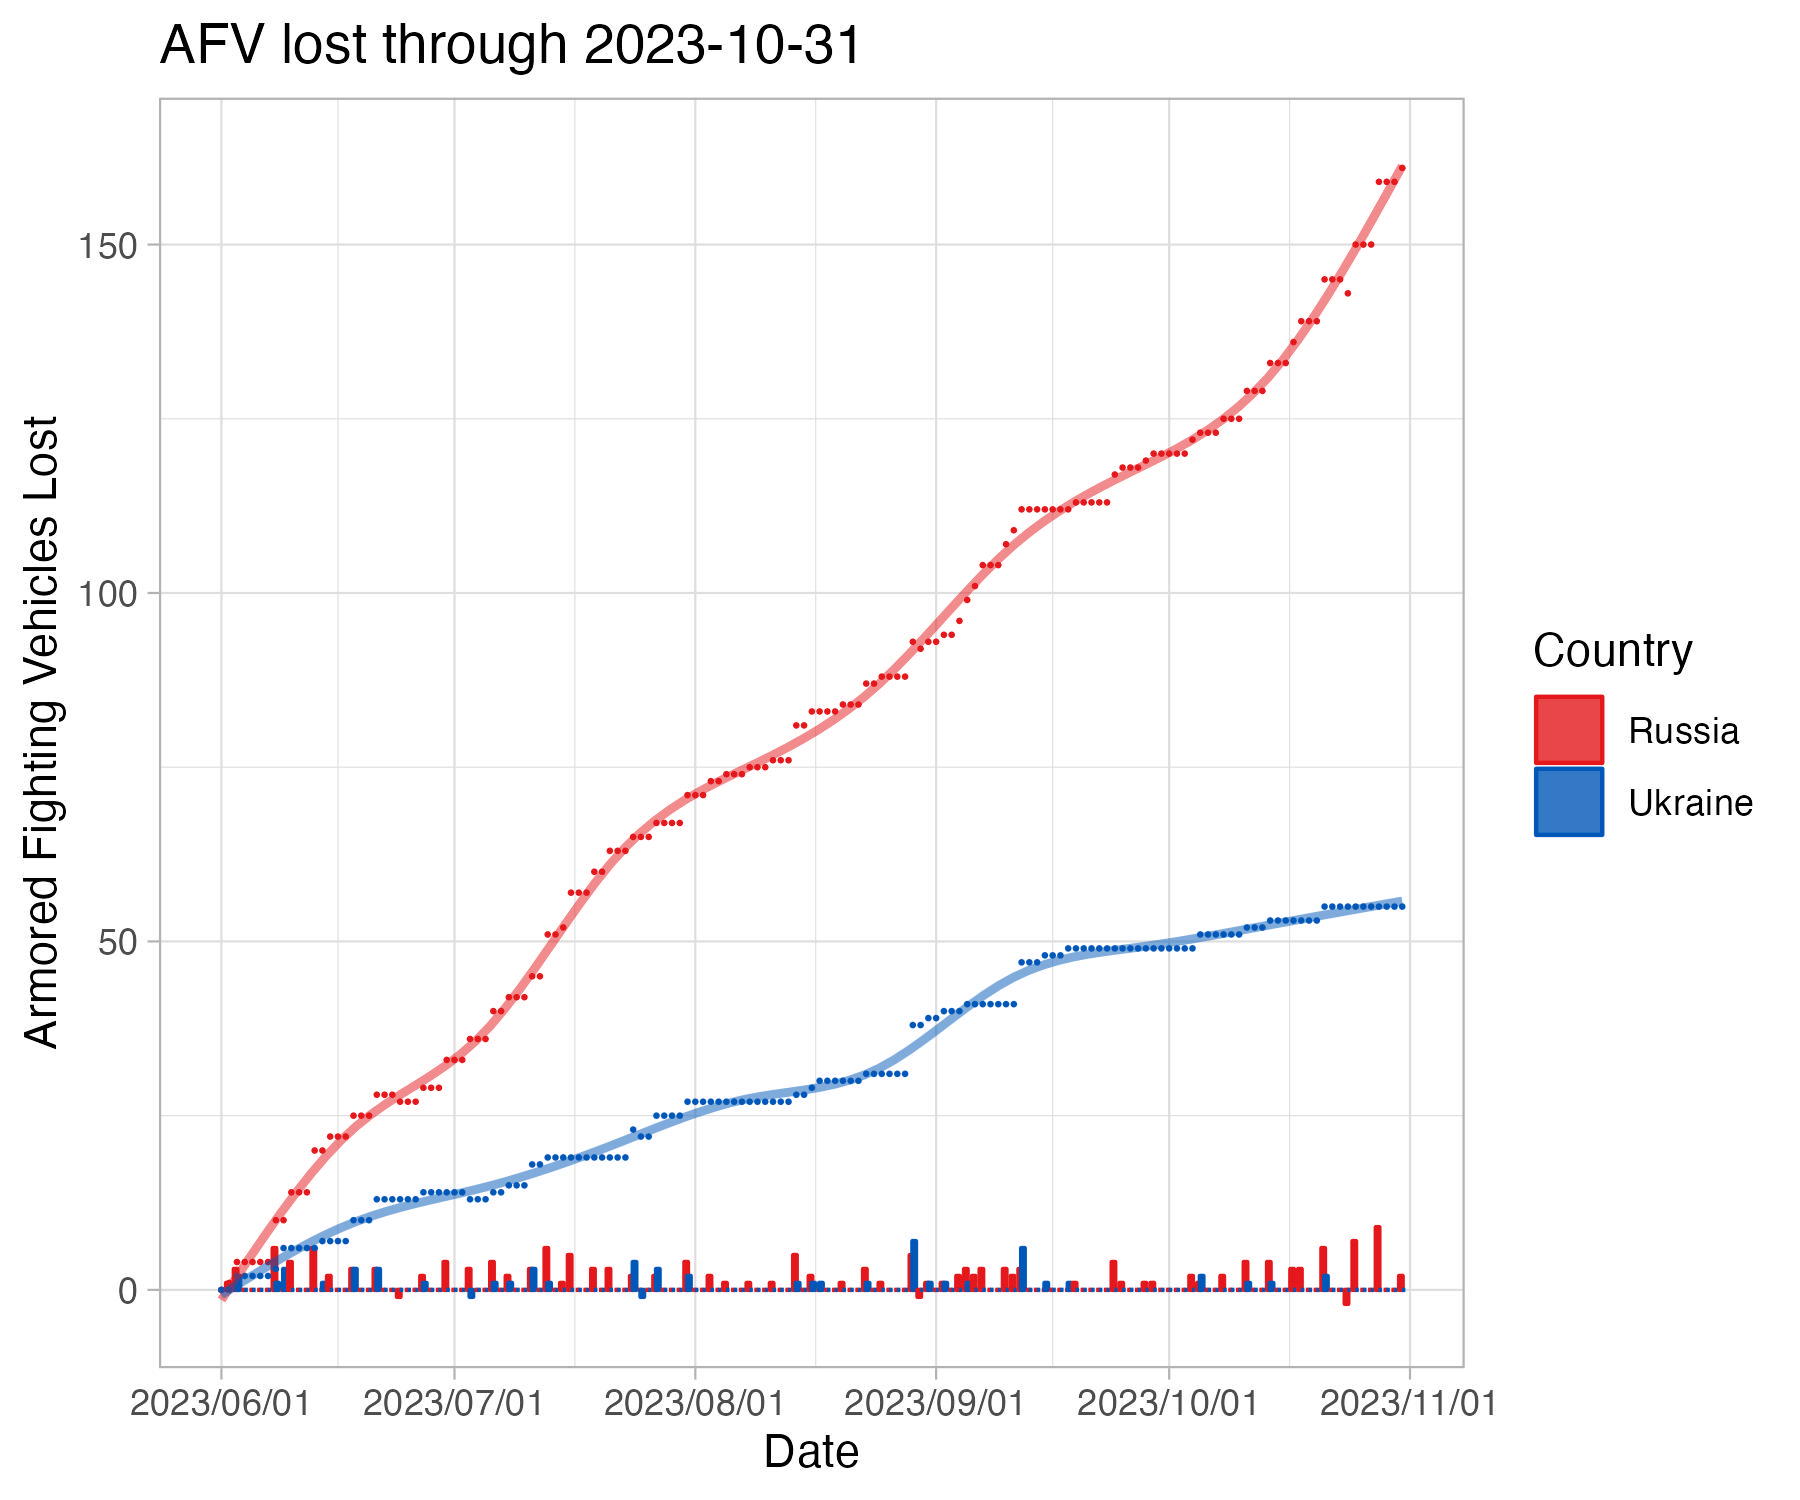 AFV lost through 2023-10-31
Armored Fighting Vehicles Lost
150
100
50
0
2023/06/01 2023/07/01 2023/08/01 2023/09/01 2023/10/01 2023/11/01
Date
Country
Russia
Ukraine